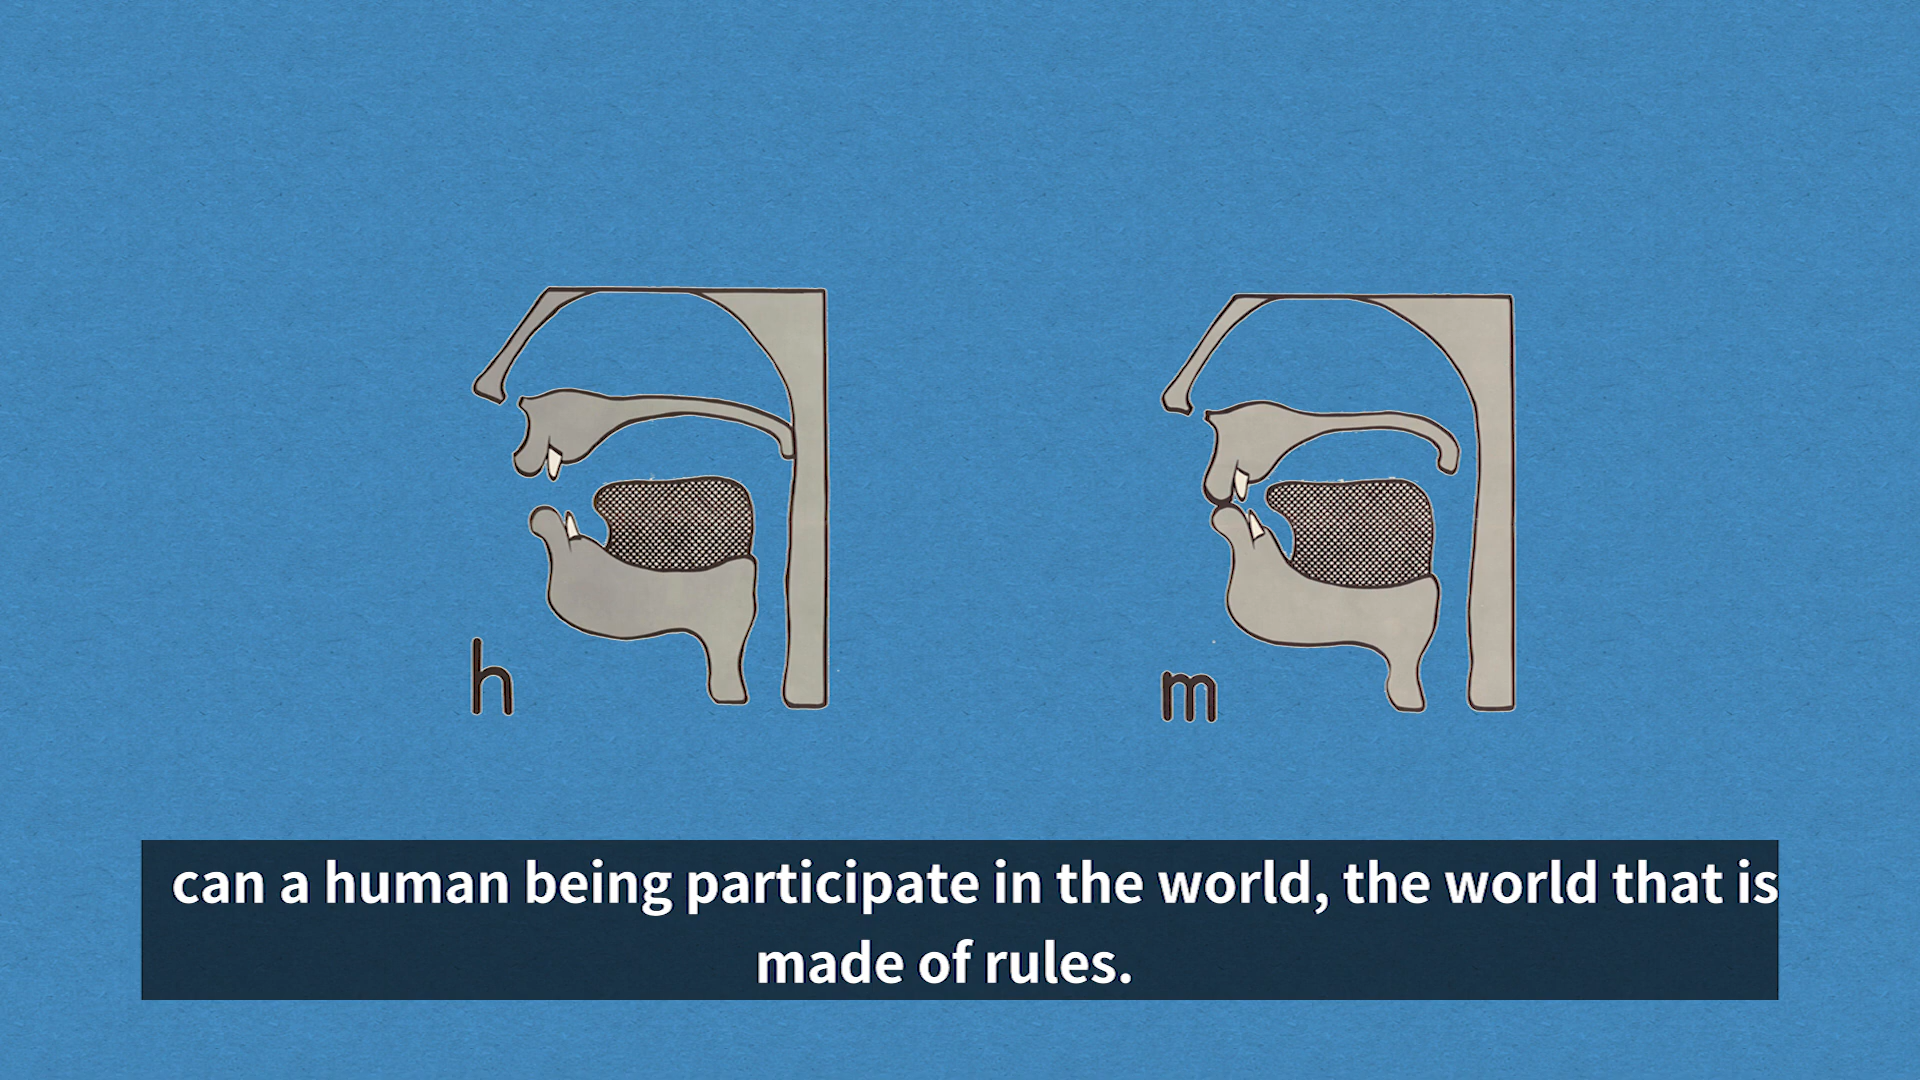 h
m
can a human being participate in the world, the world that is
made of rules.